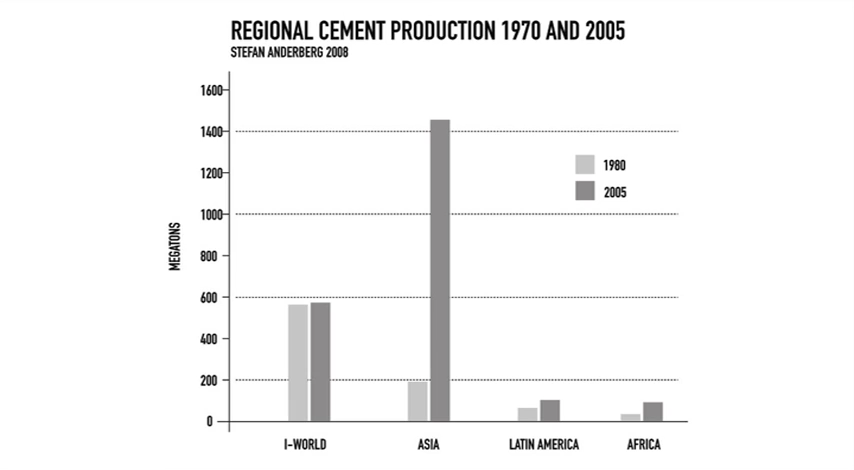 REGIONAL CEMENT PRODUCTION 1970 AND 2005
STEFAN ANDERBERG 2008
1600
1400
1200
1000
800
600
400
200
0
MEGATONS
1980
2005
I-WORLD ASIA LATIN AMERICA AFRICA